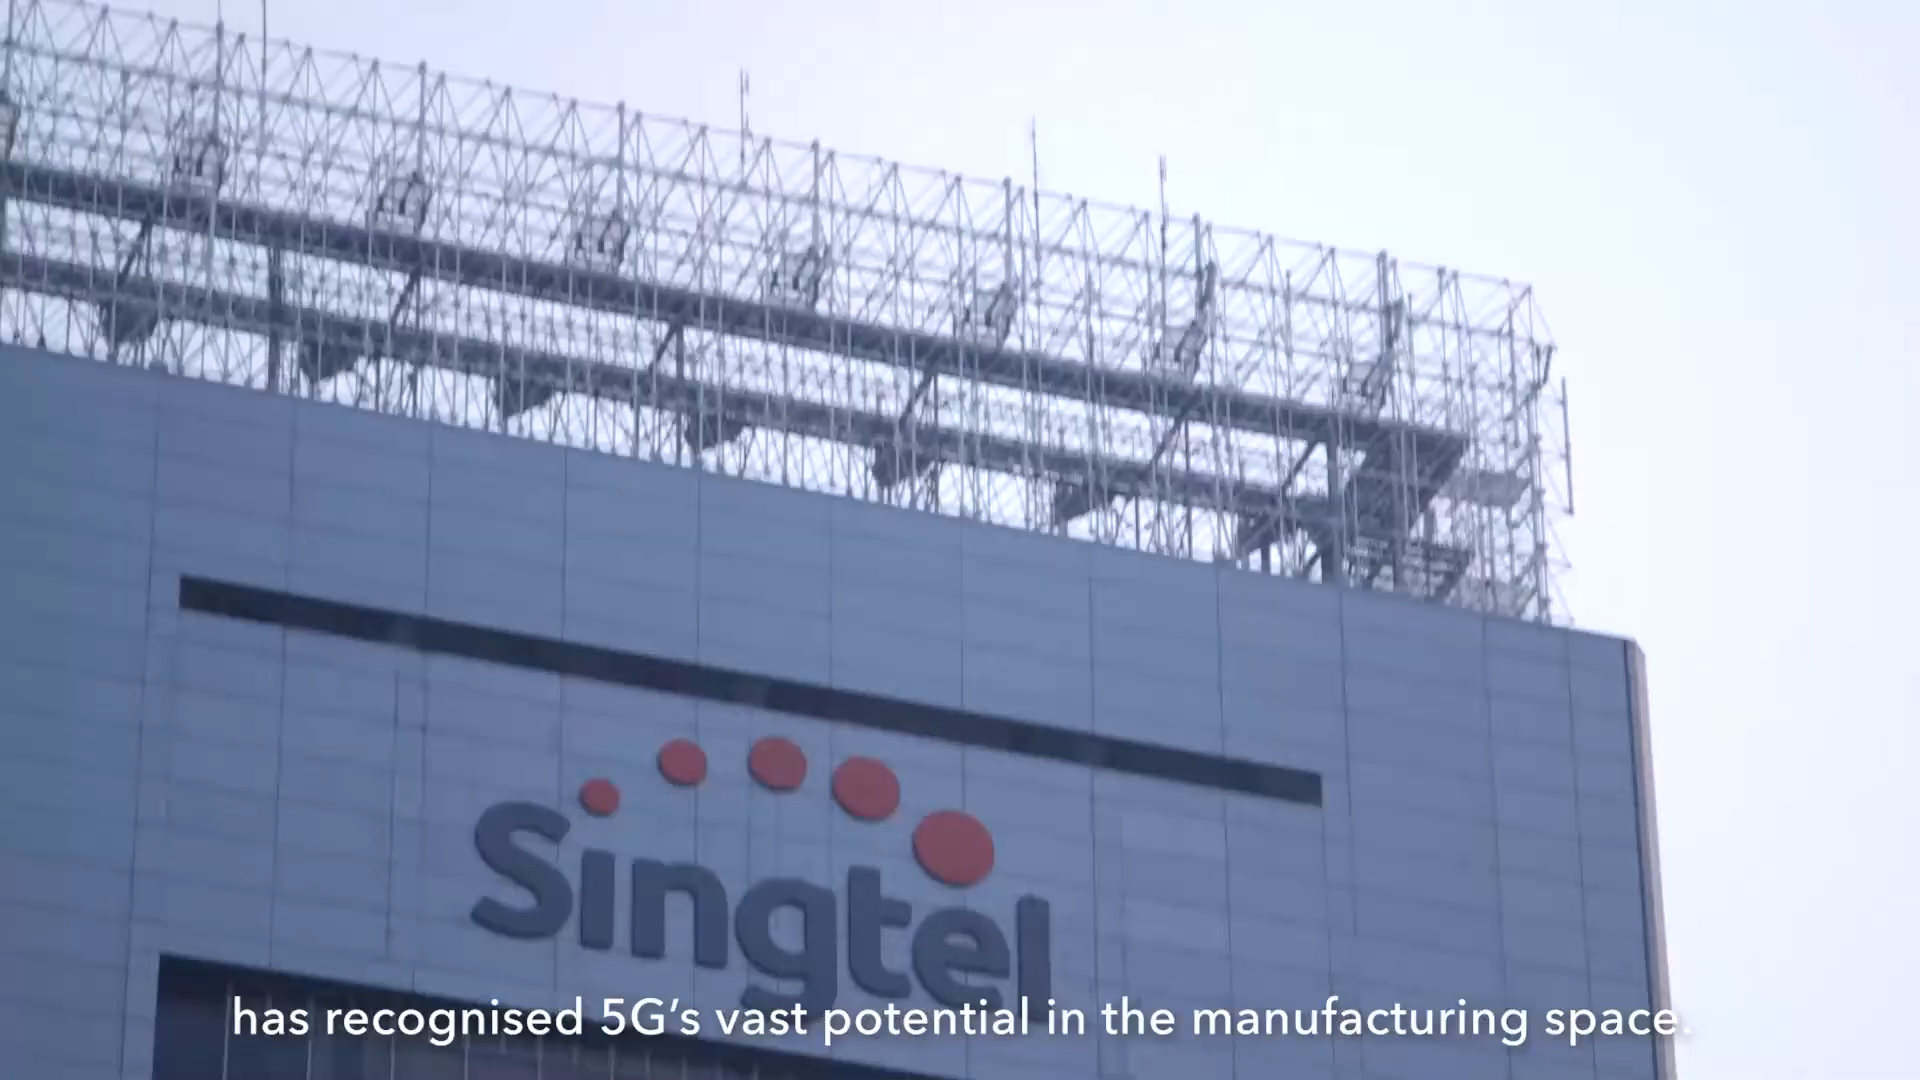 Singtel
has recognised 5G’s vast potential in the manufacturing space.